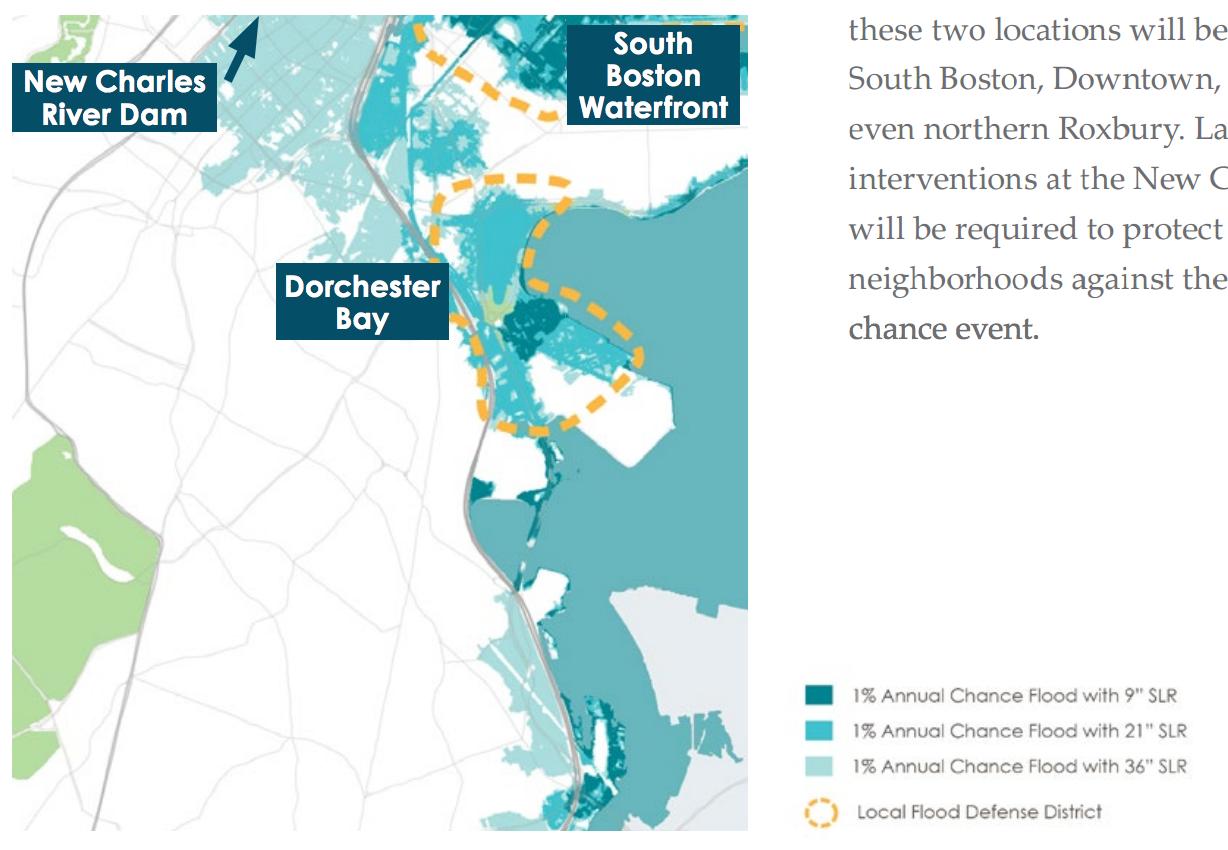 New Charles
River Dam
South
Boston
Waterfront
Dorchester
Bay
these two locations will be
South Boston, Downtown,
even northern Roxbury. La
interventions at the New C
will be required to protect
neighborhoods against the
chance event.
1% Annual Chance Flood with 9" SLR
1% Annual Chance Flood with 21" SLR
1% Annual Chance Flood with 36" SLR
Local Flood Defense District